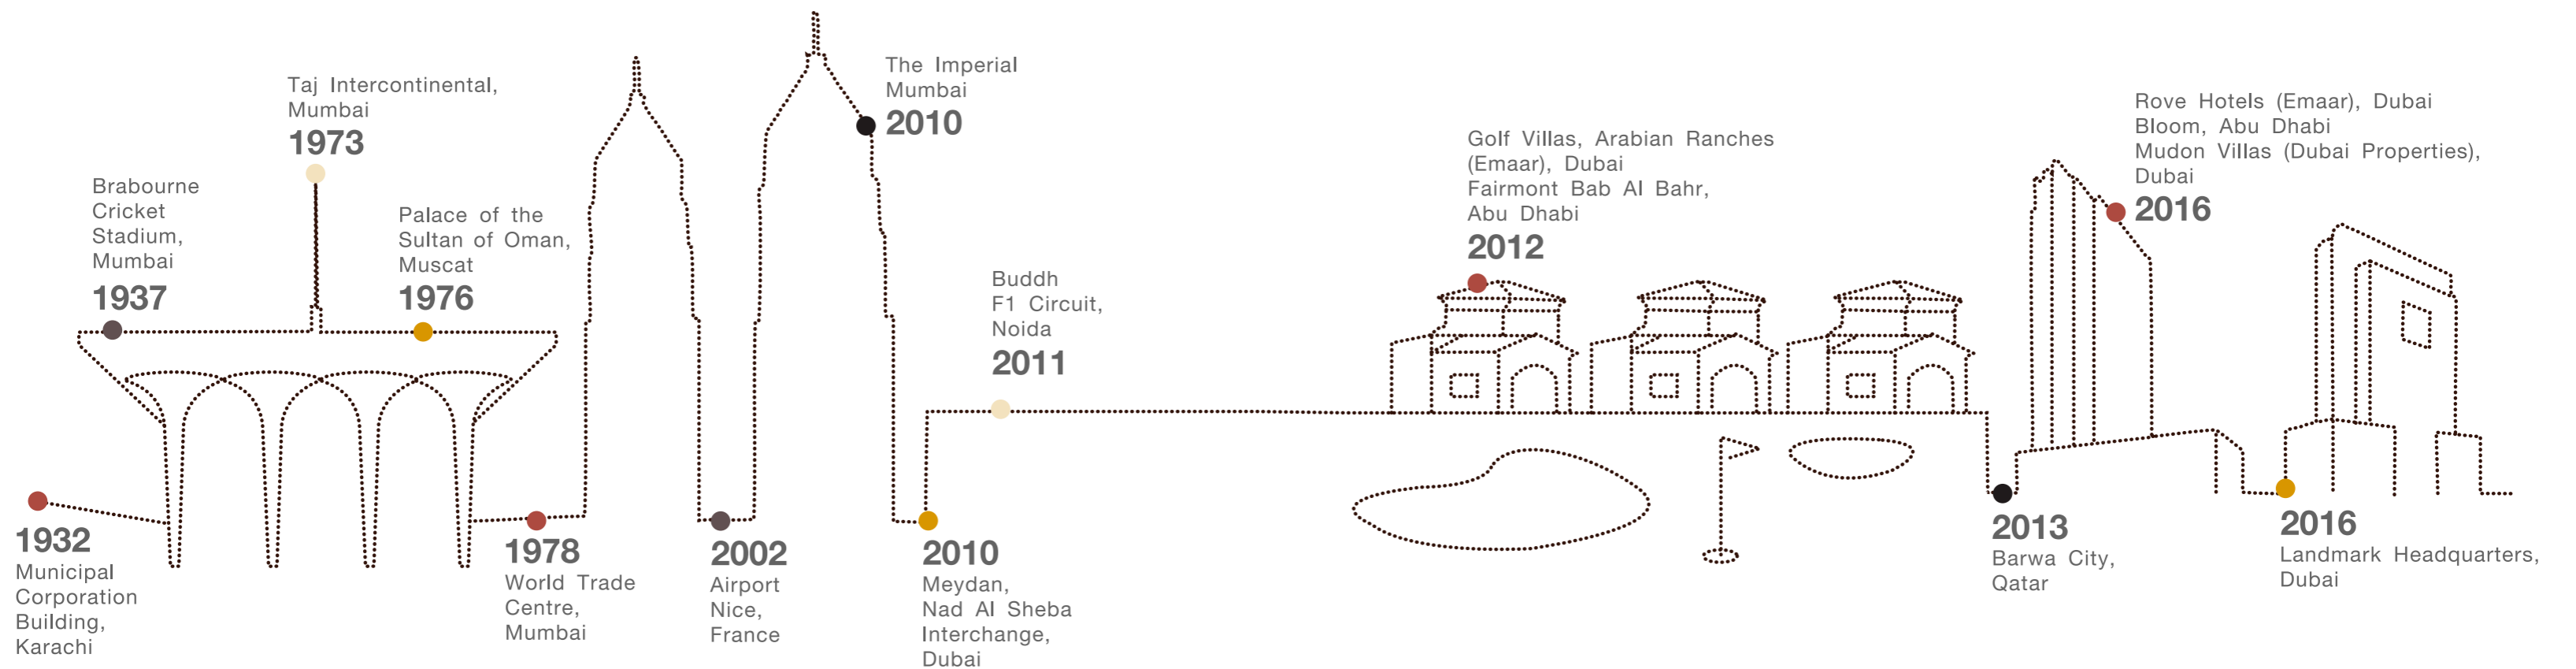 1932
Municipal
Corporation
Building,
Karachi
Brabourne
Cricket
Stadium,
Mumbai
1937
Taj Intercontinental,
Mumbai
1973
Palace of the
Sultan of Oman,
Muscat
1976
1978
World Trade
Centre,
Mumbai
2002
Airport
Nice,
France
The Imperial
Mumbai
2010
2010
Meydan,
Nad Al Sheba
Interchange,
Dubai
Buddh
F1 Circuit,
Noida
2011
Golf Villas, Arabian Ranches
(Emaar), Dubai
Fairmont Bab Al Bahr,
Abu Dhabi
2012
2013
Barwa City,
Qatar
Rove Hotels (Emaar), Dubai
Bloom, Abu Dhabi
Mudon Villas (Dubai Properties),
Dubai
2016
2016
Landmark Headquarters,
Dubai